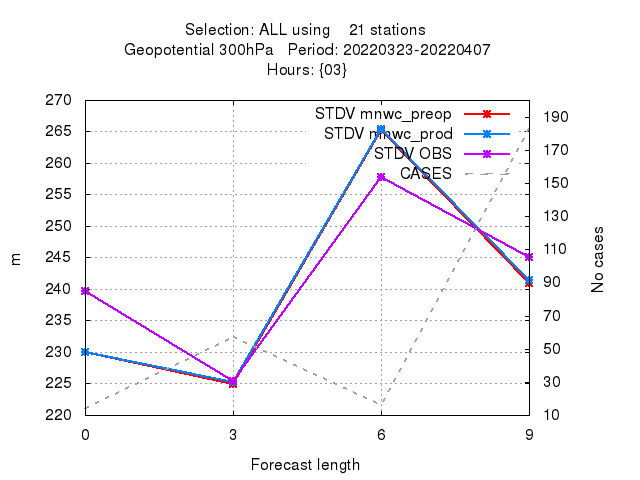 Selection: ALL using 21 stations
Geopotential 300hPa Period: 20220323-20220407
Hours: {03}
270
265
260
255
250
245
240
235
230
225
220
m
STDV mnwc_preop
STDV mnwc_prod
STDV OBS
CASES
190
170
150
130
110
90
70
50
30
10
No cases
0 3 6 9
Forecast length